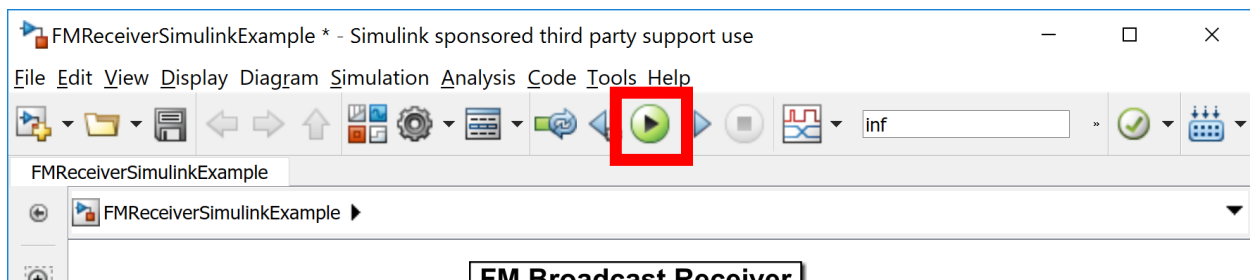 FMReceiverSimulinkExample * - Simulink sponsored third party support use
File Edit View Display Diagram Simulation Analysis Code Tools Help
inf
»
FMReceiverSimulinkExample
FMReceiverSimulinkExample
FM Broadcast Receiver